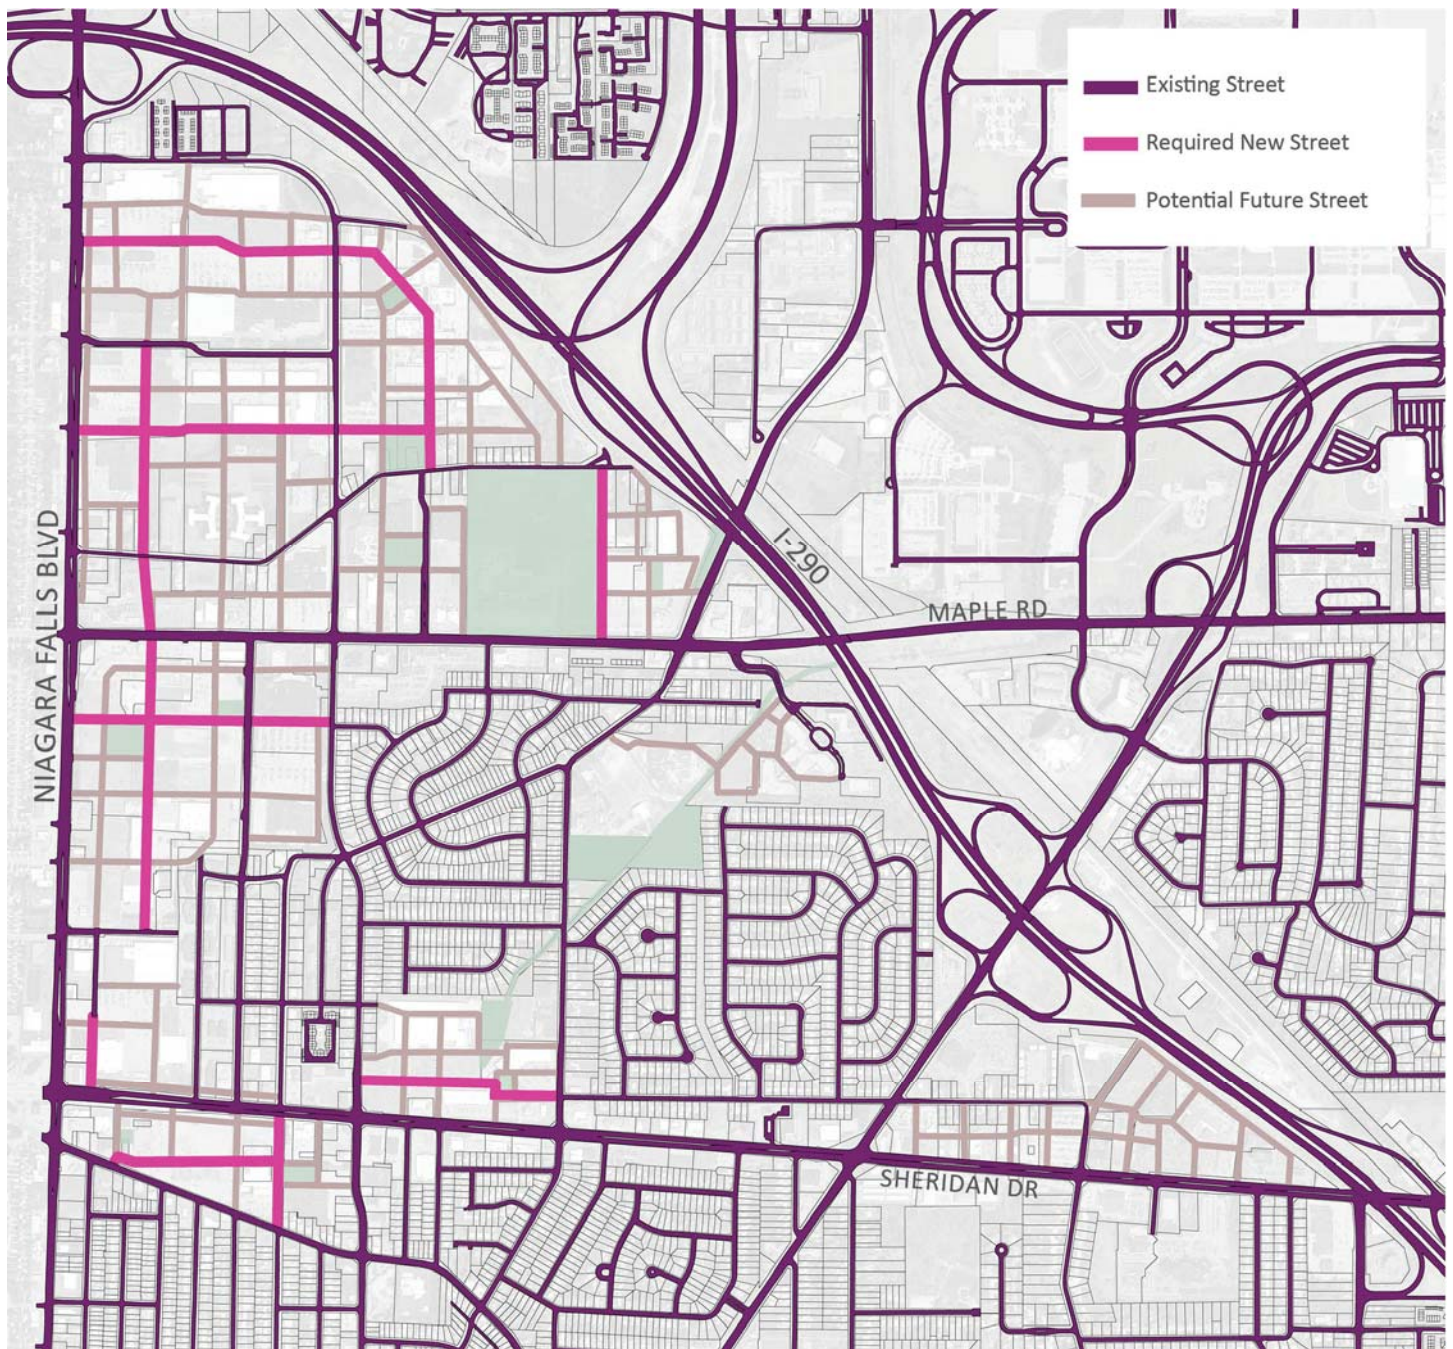 Existing Street
Required New Street
Potential Future Street
I-290
NIAGARA FALLS BLVD
MAPLE RD
SHERIDAN DR